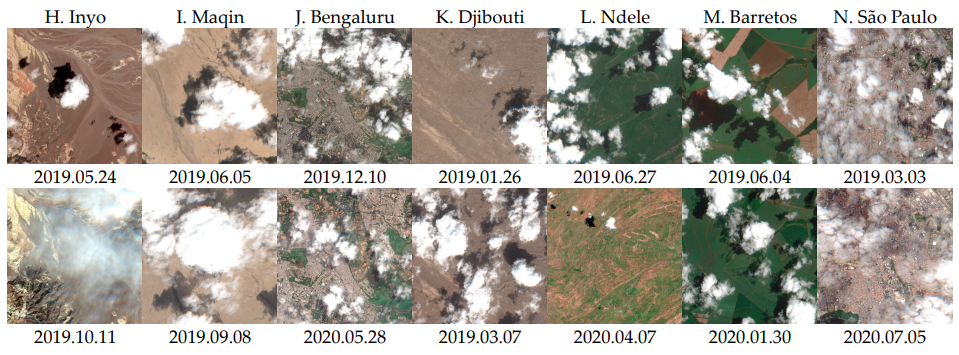 H. Inyo I. Maqin J. Bengaluru K. Djibouti L. Ndele M. Barretos N. São Paulo
2019.05.24 2019.06.05 2019.12.10 2019.01.26 2019.06.27 2019.06.04 2019.03.03
2019.10.11 2019.09.08 2020.05.28 2019.03.07 2020.04.07 2020.01.30 2020.07.05